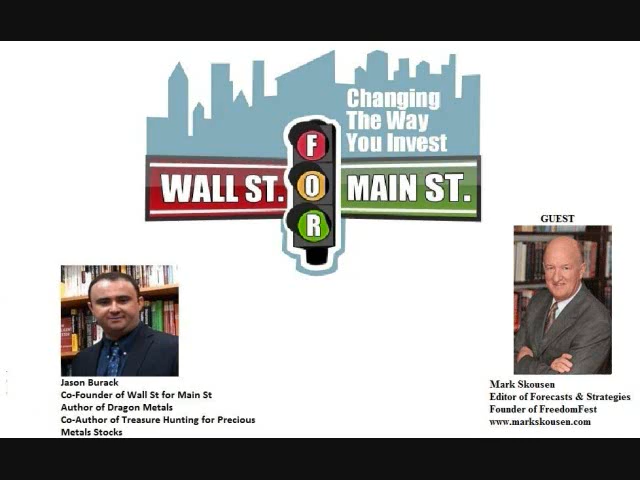 Changing
The Way
You Invest
WALL ST. FOR MAIN ST.
GUEST
Jason Burack
Co-Founder of Wall St for Main St
Author of Dragon Metals
Co-Author of Treasure Hunting for Precious
Metals Stocks
Mark Skousen
Editor of Forecasts & Strategies
Founder of FreedomFest
www.markskousen.com